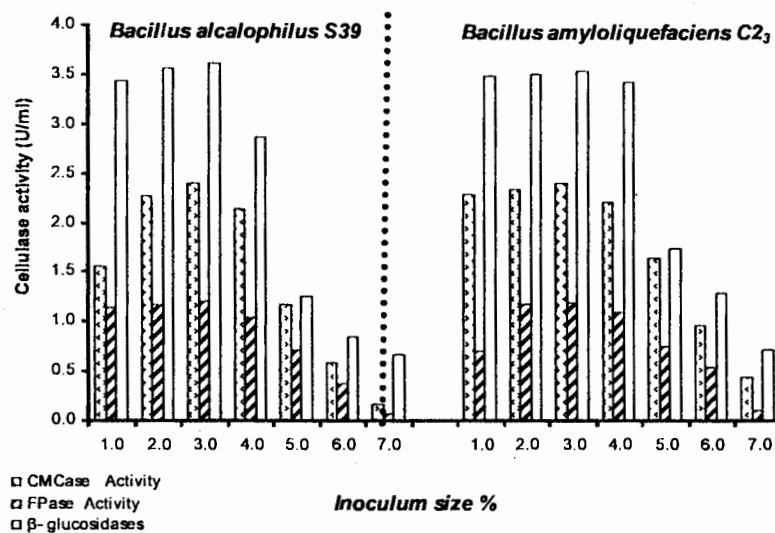 Bacillus alcalophilus S39
Bacillus amyloliquefaciens C2₃
Cellulase activity (U/ml)
4.0
3.5
3.0
2.5
2.0
1.5
1.0
0.5
0.0
1.0 2.0 3.0 4.0 5.0 6.0 7.0 1.0 2.0 3.0 4.0 5.0 6.0 7.0
Inoculum size %
CMCase Activity
FPase Activity
β-glucosidases